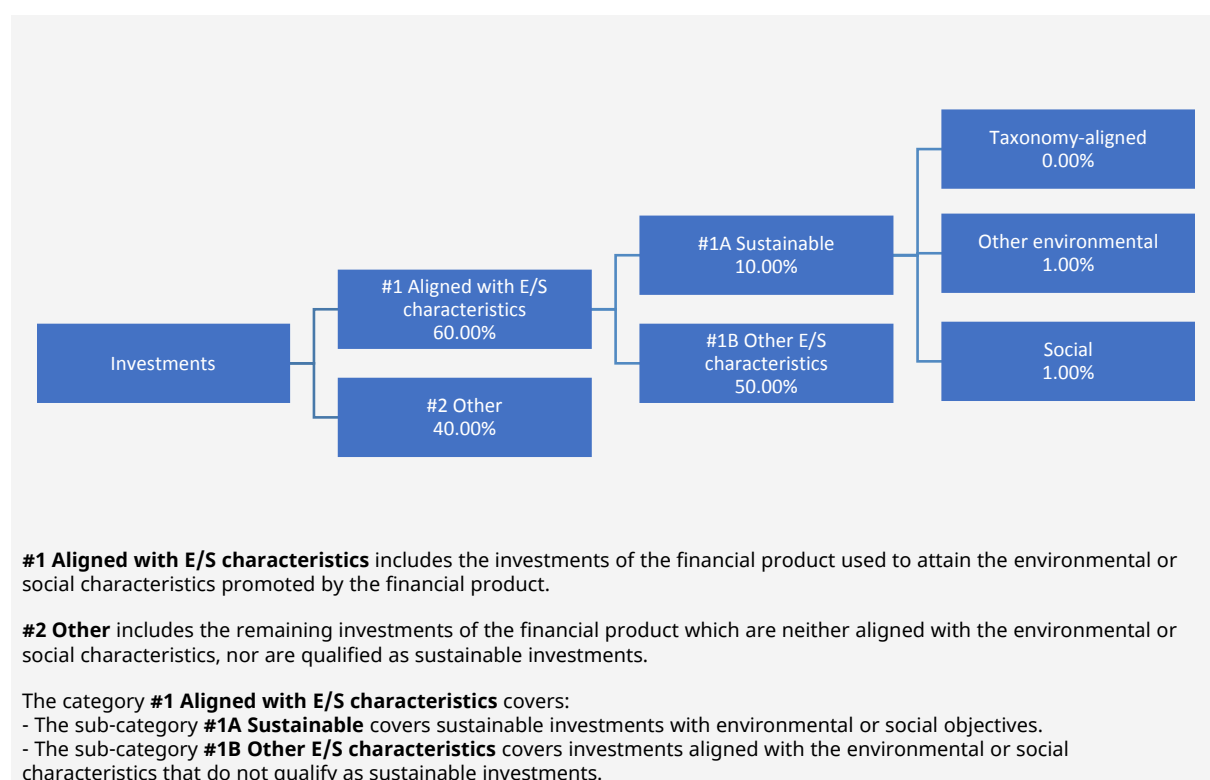 Taxonomy-aligned
0.00%
#1A Sustainable
10.00%
Other environmental
1.00%
#1 Aligned with E/S
characteristics
60.00%
Investments
#1B Other E/S
characteristics
50.00%
Social
1.00%
#2 Other
40.00%
#1 Aligned with E/S characteristics includes the investments of the financial product used to attain the environmental or
social characteristics promoted by the financial product.
#2 Other includes the remaining investments of the financial product which are neither aligned with the environmental or
social characteristics, nor are qualified as sustainable investments.
The category #1 Aligned with E/S characteristics covers:
- The sub-category #1A Sustainable covers sustainable investments with environmental or social objectives.
- The sub-category #1B Other E/S characteristics covers investments aligned with the environmental or social
characteristics that do not qualify as sustainable investments.